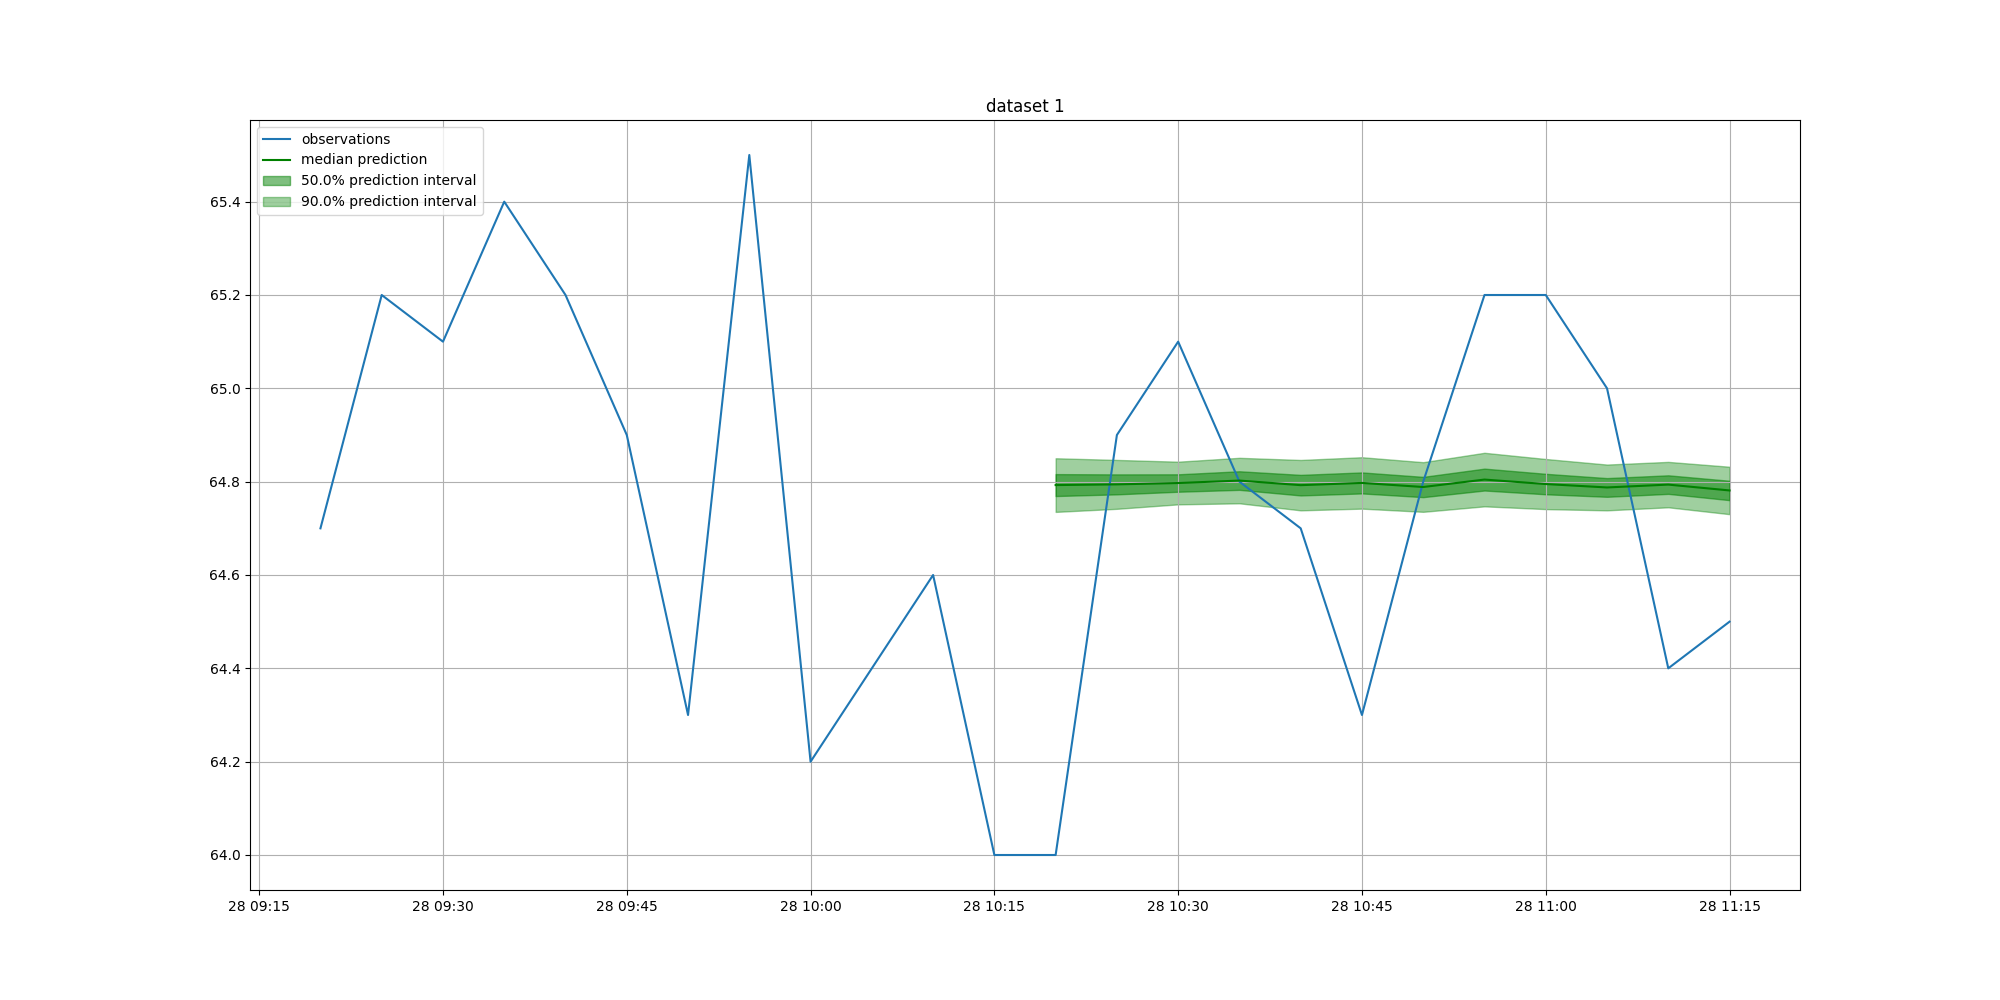 dataset 1
observations
median prediction
50.0% prediction interval
90.0% prediction interval
65.4
65.2
65.0
64.8
64.6
64.4
64.2
64.0
28 09:15 28 09:30 28 09:45 28 10:00 28 10:15 28 10:30 28 10:45 28 11:00 28 11:15